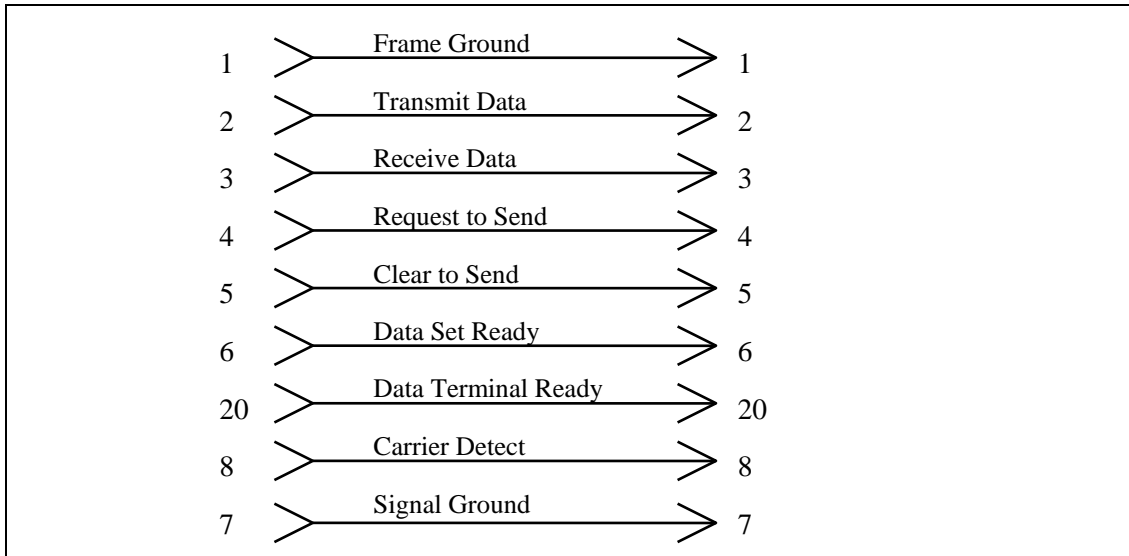 1 Frame Ground 1
2 Transmit Data 2
3 Receive Data 3
4 Request to Send 4
5 Clear to Send 5
6 Data Set Ready 6
20 Data Terminal Ready 20
8 Carrier Detect 8
7 Signal Ground 7